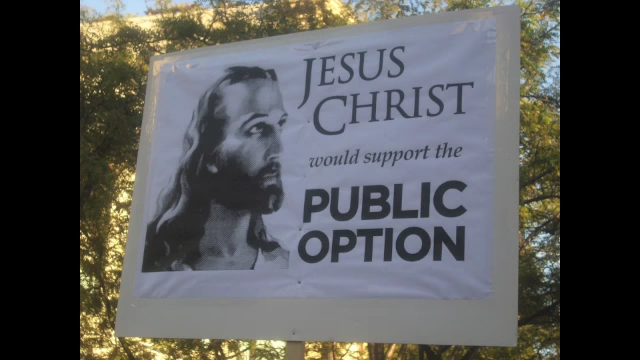 JESUS
CHRIST
would support the
PUBLIC
OPTION